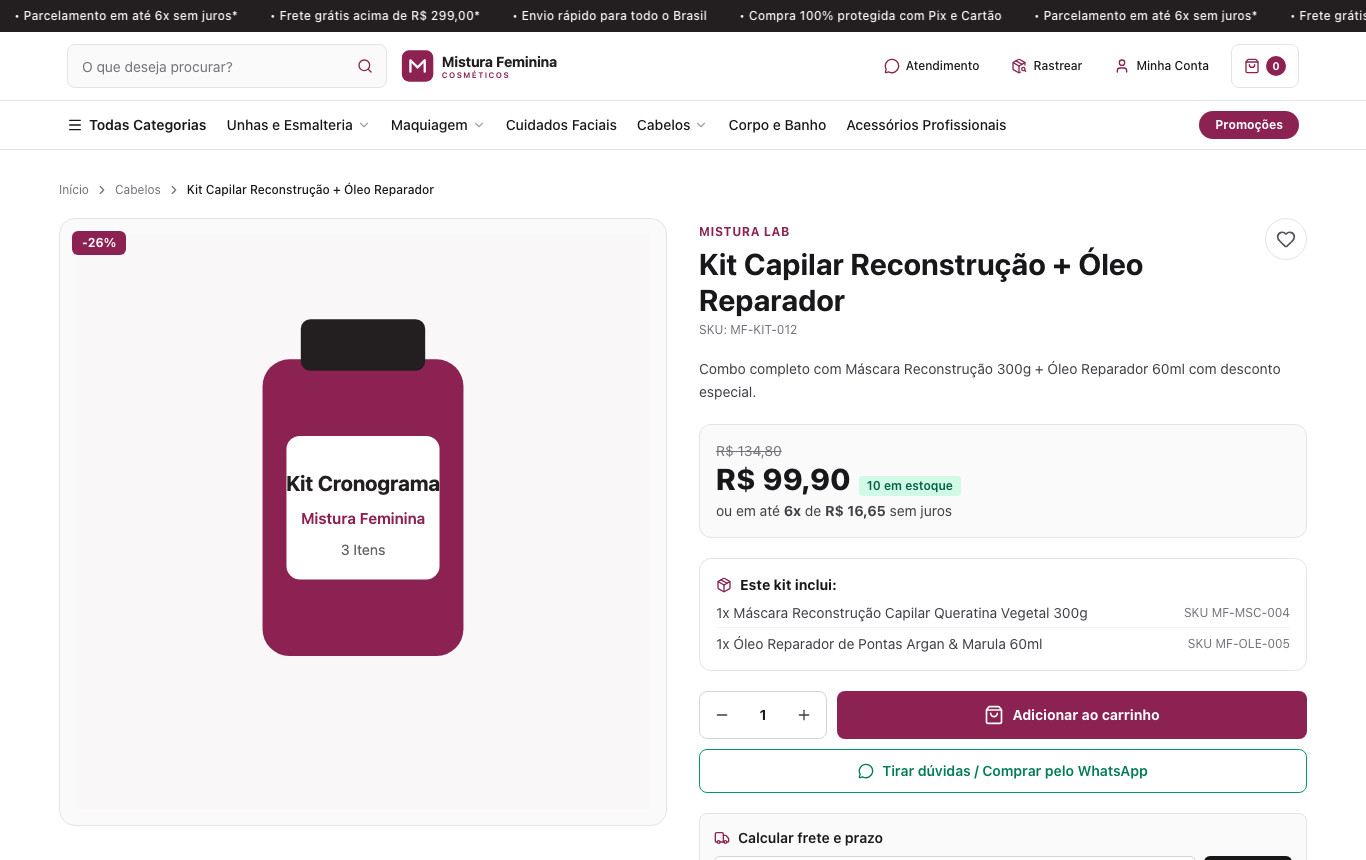 • Parcelamento em até 6x sem juros* • Frete grátis acima de R$ 299,00* • Envio rápido para todo o Brasil • Compra 100% protegida com Pix e Cartão • Parcelamento em até 6x sem juros* • Frete grátis
O que deseja procurar?
M
Mistura Feminina
COSMÉTICOS
Atendimento
Rastrear
Minha Conta
0
Todas Categorias
Unhas e Esmalteria
Maquiagem
Cuidados Faciais
Cabelos
Corpo e Banho
Acessórios Profissionais
Promoções
Início > Cabelos > Kit Capilar Reconstrução + Óleo Reparador
-26%
Kit Cronograma
Mistura Feminina
3 Itens
MISTURA LAB
Kit Capilar Reconstrução + Óleo
Reparador
SKU: MF-KIT-012
Combo completo com Máscara Reconstrução 300g + Óleo Reparador 60ml com desconto
especial.
R$ 134,80
R$ 99,90
10 em estoque
ou em até 6x de R$ 16,65 sem juros
Este kit inclui:
1x Máscara Reconstrução Capilar Queratina Vegetal 300g SKU MF-MSC-004
1x Óleo Reparador de Pontas Argan & Marula 60ml SKU MF-OLE-005
− 1 +
Adicionar ao carrinho
Tirar dúvidas / Comprar pelo WhatsApp
Calcular frete e prazo